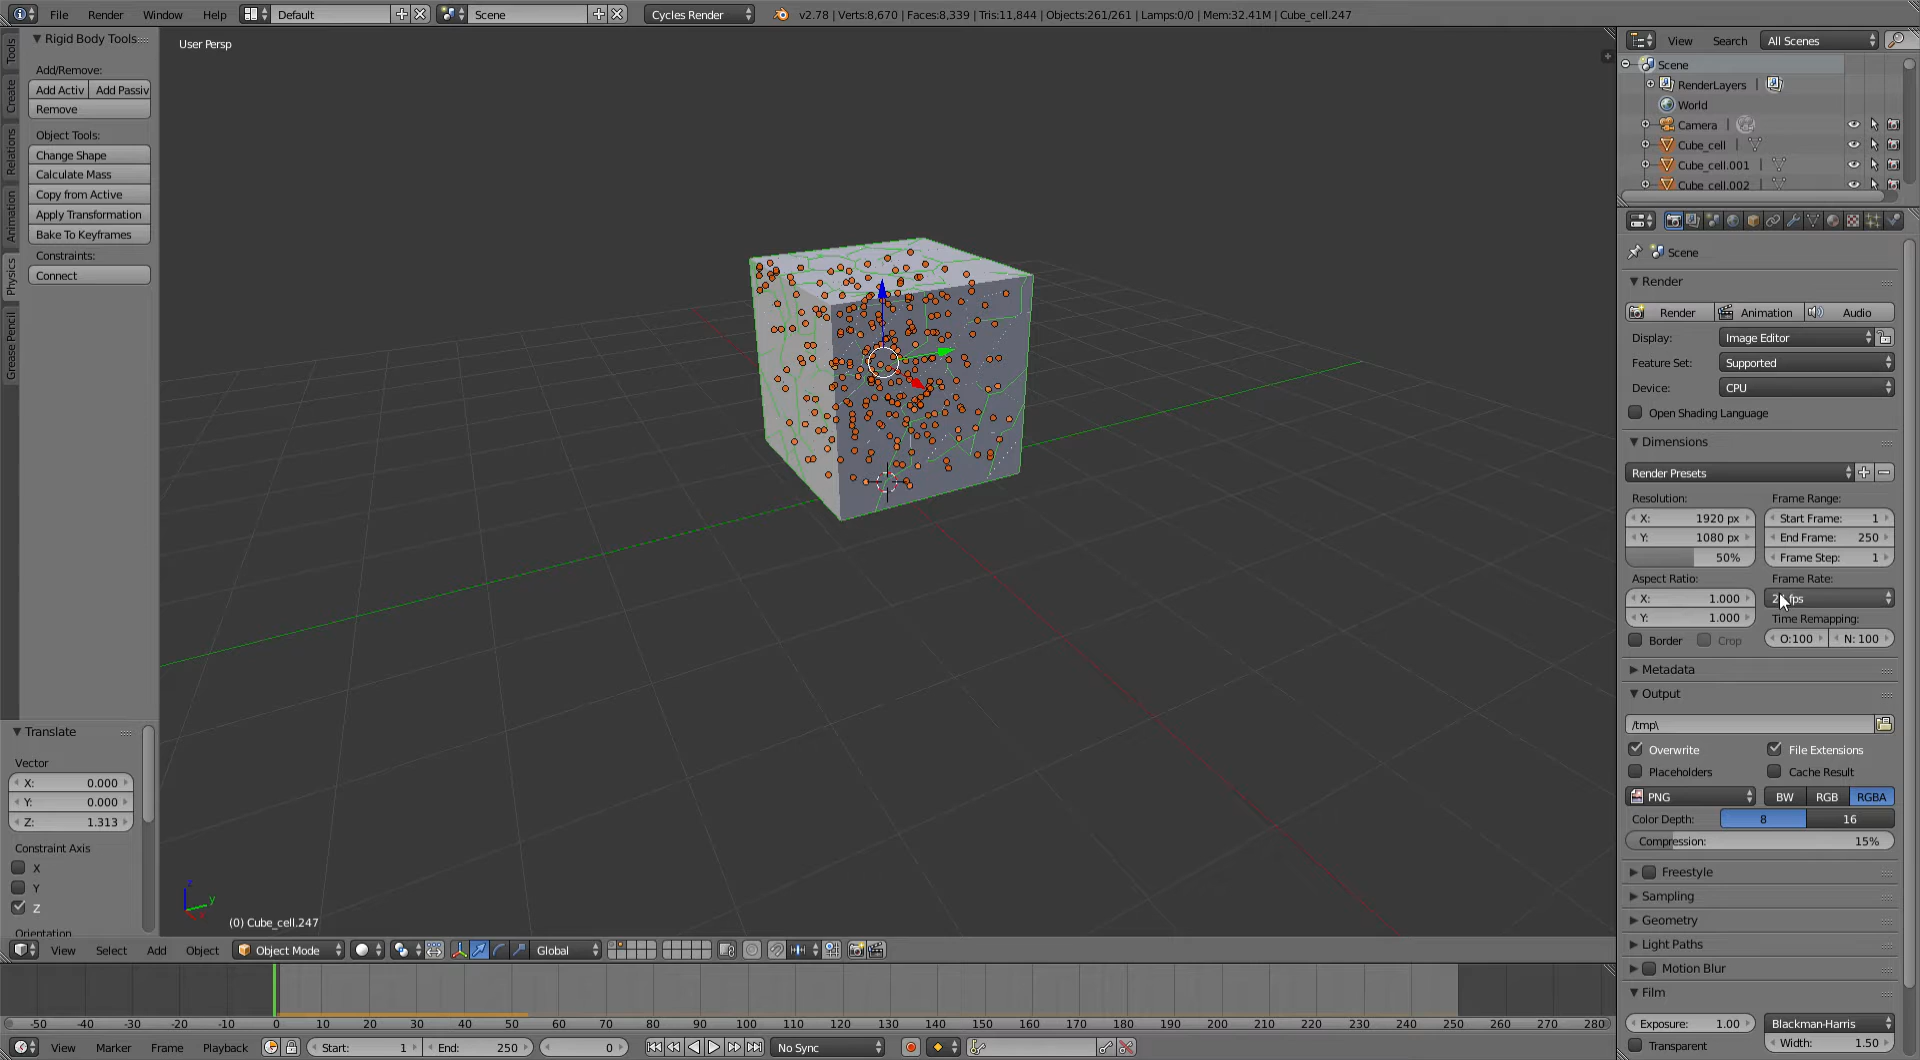 File Render Window Help Default Scene Cycles Render v2.78 | Verts:8,670 | Faces:8,339 | Tris:11,844 | Objects:261/261 | Lamps:0/0 | Mem:32.41M | Cube_cell.247
Rigid Body Tools
Add/Remove:
Add Activ Add Passiv
Remove
Object Tools:
Change Shape
Calculate Mass
Copy from Active
Apply Transformation
Bake To Keyframes
Constraints:
Connect
Tools
Create
Relations
Animation
Physics
Grease Pencil
Translate
Vector
X: 0.000
Y: 0.000
Z: 1.313
Constraint Axis
X
Y
Z
Orientation
User Persp
z
y
(0) Cube_cell.247
View Select Add Object Object Mode Global
View Search All Scenes
Scene
RenderLayers |
World
Camera |
Cube_cell |
Cube_cell.001 |
Cube_cell.002 |
Scene
Render
Render Animation Audio
Display: Image Editor
Feature Set: Supported
Device: CPU
Open Shading Language
Dimensions
Render Presets
Resolution: Frame Range:
X: 1920 px Start Frame: 1
Y: 1080 px End Frame: 250
50% Frame Step: 1
Aspect Ratio: Frame Rate:
X: 1.000 fps
Y: 1.000 Time Remapping:
Border Crop O:100 N: 100
Metadata
Output
/tmp\
Overwrite File Extensions
Placeholders Cache Result
PNG BW RGB RGBA
Color Depth: 8 16
Compression: 15%
Freestyle
Sampling
Geometry
Light Paths
Motion Blur
Film
Exposure: 1.00 Blackman-Harris
Transparent Width: 1.50
-50 -40 -30 -20 -10 0 10 20 30 40 50 60 70 80 90 100 110 120 130 140 150 160 170 180 190 200 210 220 230 240 250 260 270 280
View Marker Frame Playback Start: 1 End: 250 0 No Sync